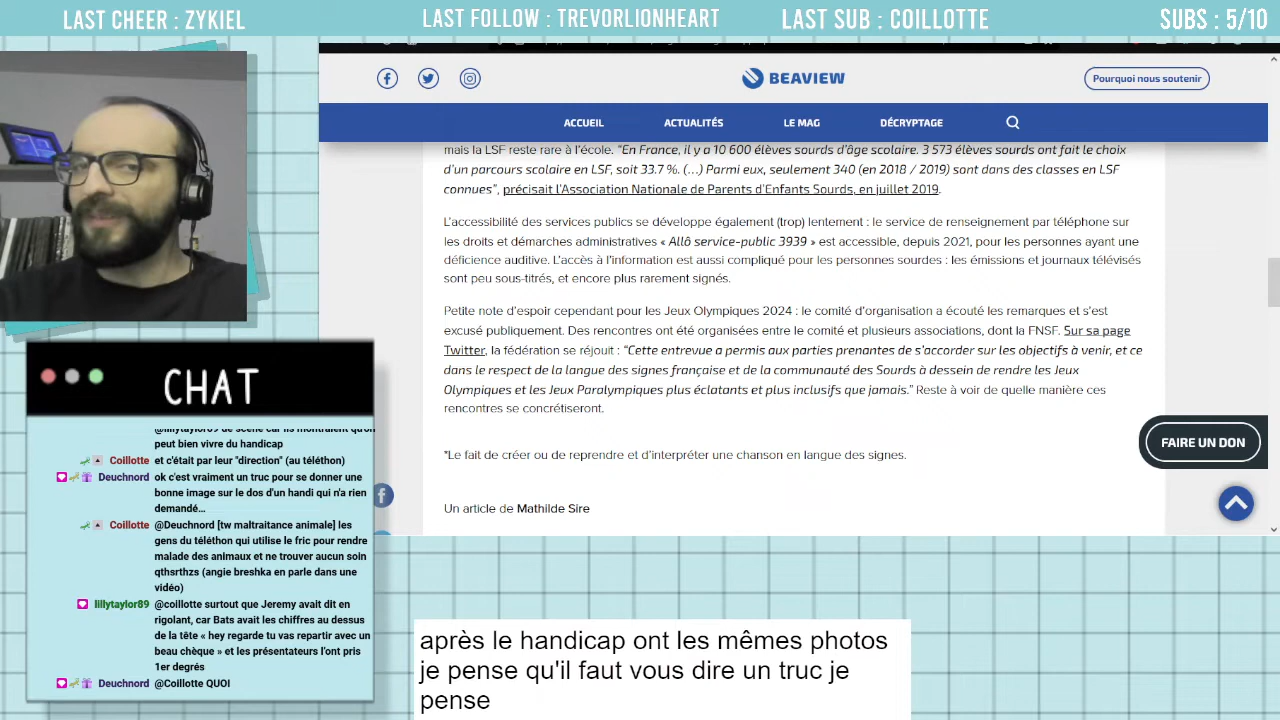 LAST CHEER : ZYKIEL
LAST FOLLOW : TREVORLIONHEART
LAST SUB : COILLOTTE
SUBS : 5/10
BEAVIEW
Pourquoi nous soutenir
ACCUEIL
ACTUALITÉS
LE MAG
DÉCRYPTAGE
mais la LSF reste rare à l'école. "En France, il y a 10 600 élèves sourds d'âge scolaire. 3 573 élèves sourds ont fait le choix
d'un parcours scolaire en LSF, soit 33.7 %. (…) Parmi eux, seulement 340 (en 2018 / 2019) sont dans des classes en LSF
connues", précisait l'Association Nationale de Parents d'Enfants Sourds, en juillet 2019.
L'accessibilité des services publics se développe également (trop) lentement : le service de renseignement par téléphone sur
les droits et démarches administratives « Allô service-public 3939 » est accessible, depuis 2021, pour les personnes ayant une
déficience auditive. L'accès à l'information est aussi compliqué pour les personnes sourdes : les émissions et journaux télévisés
sont peu sous-titrés, et encore plus rarement signés.
Petite note d'espoir cependant pour les Jeux Olympiques 2024 : le comité d'organisation a écouté les remarques et s'est
excusé publiquement. Des rencontres ont été organisées entre le comité et plusieurs associations, dont la FNSF. Sur sa page
Twitter, la fédération se réjouit : "Cette entrevue a permis aux parties prenantes de s'accorder sur les objectifs à venir, et ce
dans le respect de la langue des signes française et de la communauté des Sourds à dessein de rendre les Jeux
Olympiques et les Jeux Paralympiques plus éclatants et plus inclusifs que jamais." Reste à voir de quelle manière ces
rencontres se concrétiseront.
*Le fait de créer ou de reprendre et d'interpréter une chanson en langue des signes.
Un article de Mathilde Sire
FAIRE UN DON
CHAT
@lillytaylor89 de scène car ils montraient qu'on
peut bien vivre du handicap
Coillotte et c'était par leur "direction" (au téléthon)
Deuchnord ok c'est vraiment un truc pour se donner une
bonne image sur le dos d'un handi qui n'a rien
demandé…
Coillotte @Deuchnord [tw maltraitance animale] les
gens du téléthon qui utilise le fric pour rendre
malade des animaux et ne trouver aucun soin
qthsrthzs (angie breshka en parle dans une
vidéo)
lillytaylor89 @coillotte surtout que Jeremy avait dit en
rigolant, car Bats avait les chiffres au dessus
de la tête « hey regarde tu vas repartir avec un
beau chèque » et les présentateurs l'ont pris
1er degrés
Deuchnord @Coillotte QUOI
après le handicap ont les mêmes photos
je pense qu'il faut vous dire un truc je
pense